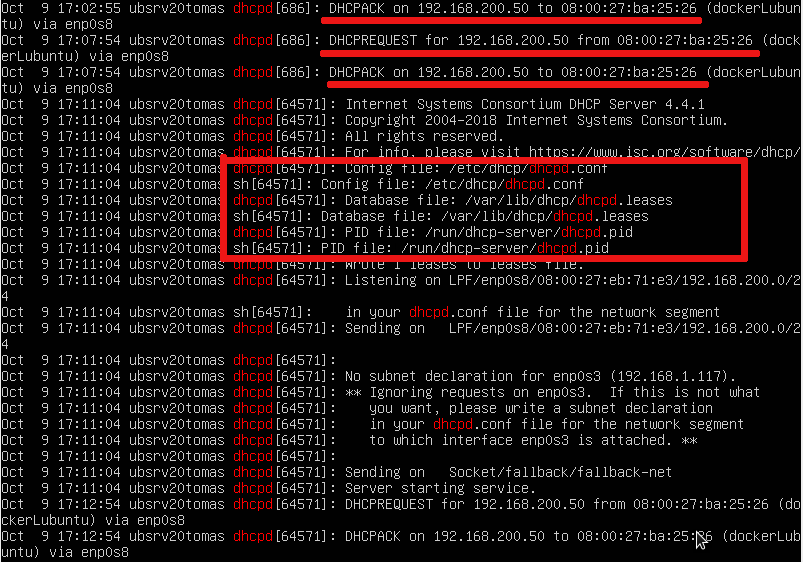 Oct  9 17:02:55 ubsrv20tomas dhcpd[686]: DHCPACK on 192.168.200.50 to 08:00:27:ba:25:26 (dockerLubun
tu) via enp0s8
Oct  9 17:07:54 ubsrv20tomas dhcpd[686]: DHCPREQUEST for 192.168.200.50 from 08:00:27:ba:25:26 (dock
erLubuntu) via enp0s8
Oct  9 17:07:54 ubsrv20tomas dhcpd[686]: DHCPACK on 192.168.200.50 to 08:00:27:ba:25:26 (dockerLubun
tu) via enp0s8
Oct  9 17:11:04 ubsrv20tomas dhcpd[64571]: Internet Systems Consortium DHCP Server 4.4.1
Oct  9 17:11:04 ubsrv20tomas dhcpd[64571]: Copyright 2004-2018 Internet Systems Consortium.
Oct  9 17:11:04 ubsrv20tomas dhcpd[64571]: All rights reserved.
Oct  9 17:11:04 ubsrv20tomas dhcpd[64571]: For info, please visit https://www.isc.org/software/dhcp/
Oct  9 17:11:04 ubsrv20tomas dhcpd[64571]: Config file: /etc/dhcp/dhcpd.conf
Oct  9 17:11:04 ubsrv20tomas sh[64571]: Config file: /etc/dhcp/dhcpd.conf
Oct  9 17:11:04 ubsrv20tomas dhcpd[64571]: Database file: /var/lib/dhcp/dhcpd.leases
Oct  9 17:11:04 ubsrv20tomas sh[64571]: Database file: /var/lib/dhcp/dhcpd.leases
Oct  9 17:11:04 ubsrv20tomas dhcpd[64571]: PID file: /run/dhcp-server/dhcpd.pid
Oct  9 17:11:04 ubsrv20tomas sh[64571]: PID file: /run/dhcp-server/dhcpd.pid
Oct  9 17:11:04 ubsrv20tomas dhcpd[64571]: Wrote 1 leases to leases file.
Oct  9 17:11:04 ubsrv20tomas dhcpd[64571]: Listening on LPF/enp0s8/08:00:27:eb:71:e3/192.168.200.0/2
4
Oct  9 17:11:04 ubsrv20tomas sh[64571]:    in your dhcpd.conf file for the network segment
Oct  9 17:11:04 ubsrv20tomas dhcpd[64571]: Sending on   LPF/enp0s8/08:00:27:eb:71:e3/192.168.200.0/2
4
Oct  9 17:11:04 ubsrv20tomas dhcpd[64571]:
Oct  9 17:11:04 ubsrv20tomas dhcpd[64571]: No subnet declaration for enp0s3 (192.168.1.117).
Oct  9 17:11:04 ubsrv20tomas dhcpd[64571]: ** Ignoring requests on enp0s3.  If this is not what
Oct  9 17:11:04 ubsrv20tomas dhcpd[64571]:    you want, please write a subnet declaration
Oct  9 17:11:04 ubsrv20tomas dhcpd[64571]:    in your dhcpd.conf file for the network segment
Oct  9 17:11:04 ubsrv20tomas dhcpd[64571]:    to which interface enp0s3 is attached. **
Oct  9 17:11:04 ubsrv20tomas dhcpd[64571]:
Oct  9 17:11:04 ubsrv20tomas dhcpd[64571]: Sending on   Socket/fallback/fallback-net
Oct  9 17:11:04 ubsrv20tomas dhcpd[64571]: Server starting service.
Oct  9 17:12:54 ubsrv20tomas dhcpd[64571]: DHCPREQUEST for 192.168.200.50 from 08:00:27:ba:25:26 (do
ckerLubuntu) via enp0s8
Oct  9 17:12:54 ubsrv20tomas dhcpd[64571]: DHCPACK on 192.168.200.50 to 08:00:27:ba:25:26 (dockerLub
untu) via enp0s8